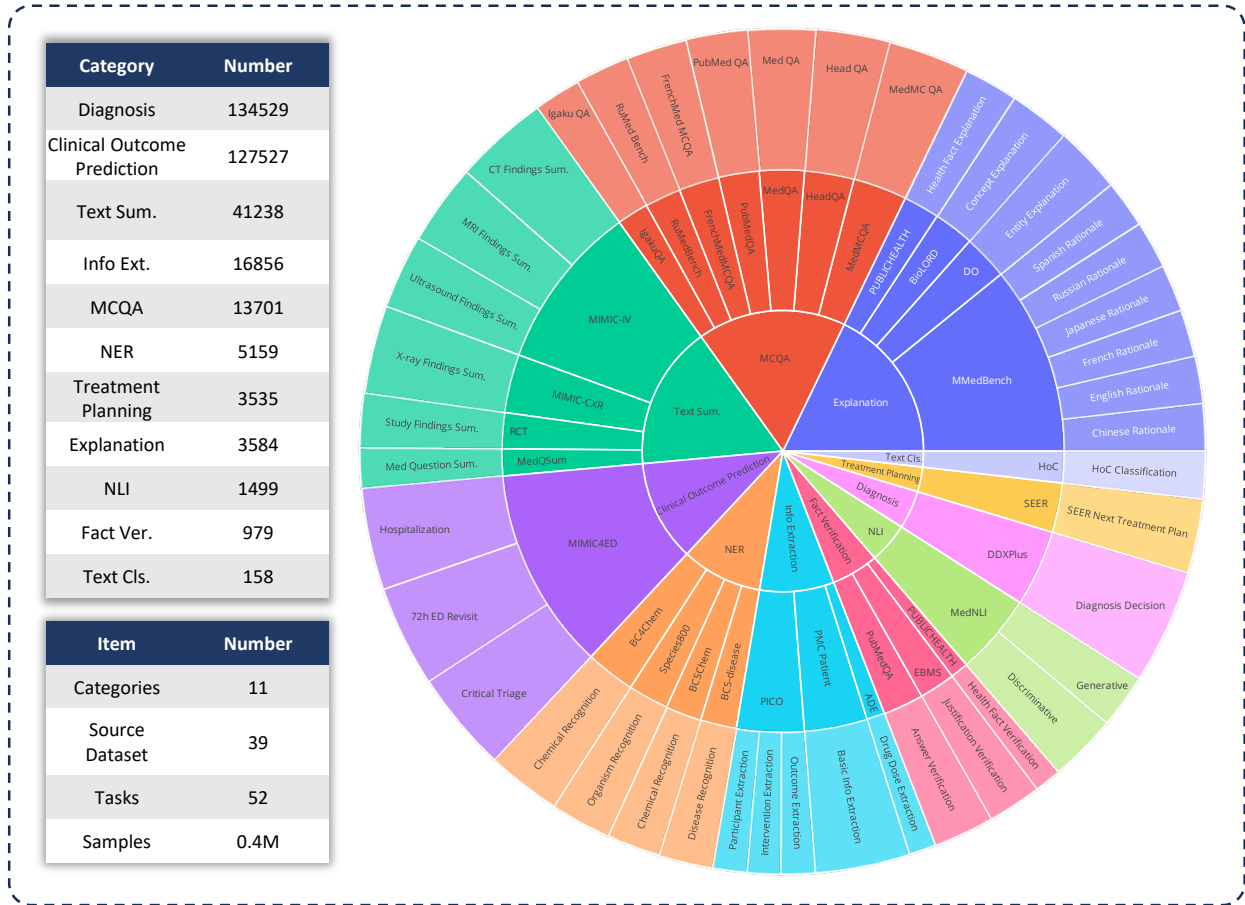 Category Number
Diagnosis 134529
Clinical Outcome
Prediction 127527
Text Sum. 41238
Info Ext. 16856
MCQA 13701
NER 5159
Treatment
Planning 3535
Explanation 3584
NLI 1499
Fact Ver. 979
Text Cls. 158
Item Number
Categories 11
Source
Dataset 39
Tasks 52
Samples 0.4M
MCQA
Explanation
Text Cls.
Treatment Planning
Diagnosis
NLI
Fact Verification
Info Extraction
NER
Clinical Outcome Prediction
Text Sum.
IgakuQA
RuMedBench
FrenchMedMCQA
PubMedQA
MedQA
HeadQA
MedMCQA
PUBLICHEALTH
BioLORD
DO
MMedBench
HoC
SEER
DDXPlus
MedNLI
PUBLICHEALTH
EBMS
PubMedQA
ADE
PMC Patient
PICO
BC5-disease
BC5Chem
Species800
BC4Chem
MIMIC4ED
MedQSum
RCT
MIMIC-CXR
MIMIC-IV
Igaku QA
RuMed Bench
FrenchMed MCQA
PubMed QA
Med QA
Head QA
MedMC QA
Health Fact Explanation
Concept Explanation
Entity Explanation
Spanish Rationale
Russian Rationale
Japanese Rationale
French Rationale
English Rationale
Chinese Rationale
HoC Classification
SEER Next Treatment Plan
Diagnosis Decision
Generative
Discriminative
Health Fact Verification
Justification Verification
Answer Verification
Drug Dose Extraction
Basic Info Extraction
Outcome Extraction
Intervention Extraction
Participant Extraction
Disease Recognition
Chemical Recognition
Organism Recognition
Chemical Recognition
Critical Triage
72h ED Revisit
Hospitalization
Med Question Sum.
Study Findings Sum.
X-ray Findings Sum.
Ultrasound Findings Sum.
MRI Findings Sum.
CT Findings Sum.